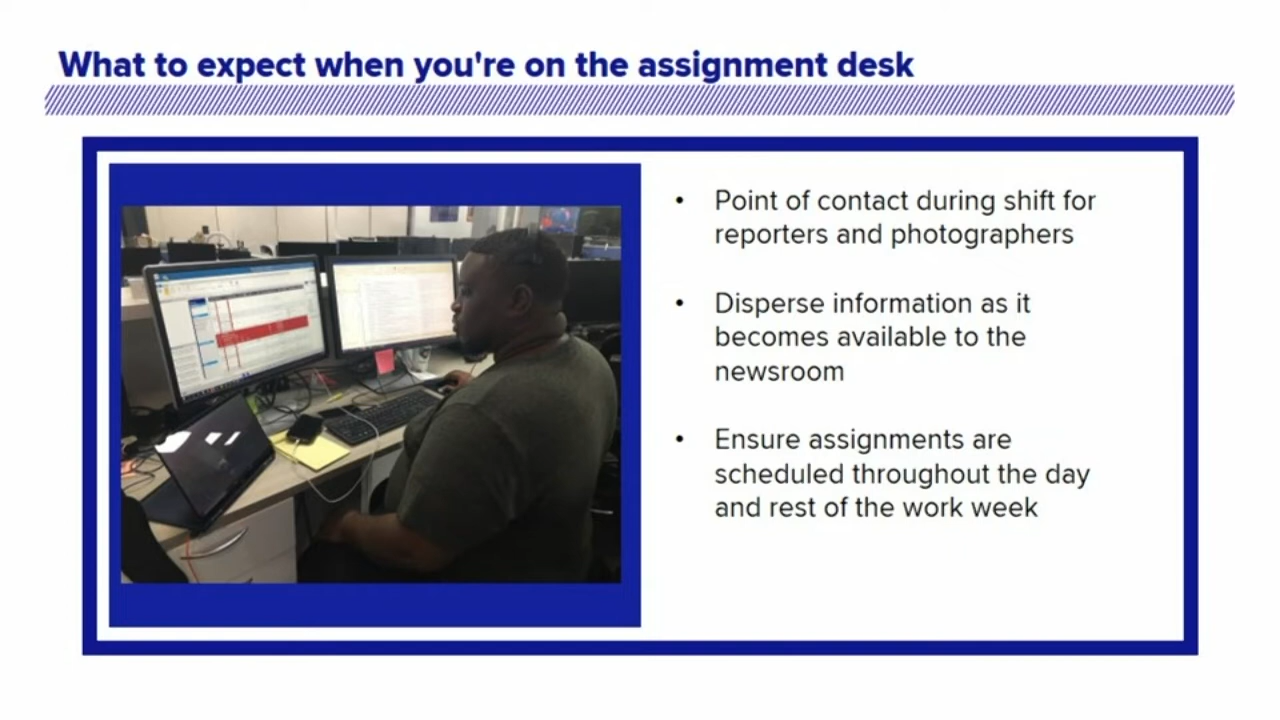 What to expect when you're on the assignment desk
• Point of contact during shift for
reporters and photographers
• Disperse information as it
becomes available to the
newsroom
• Ensure assignments are
scheduled throughout the day
and rest of the work week